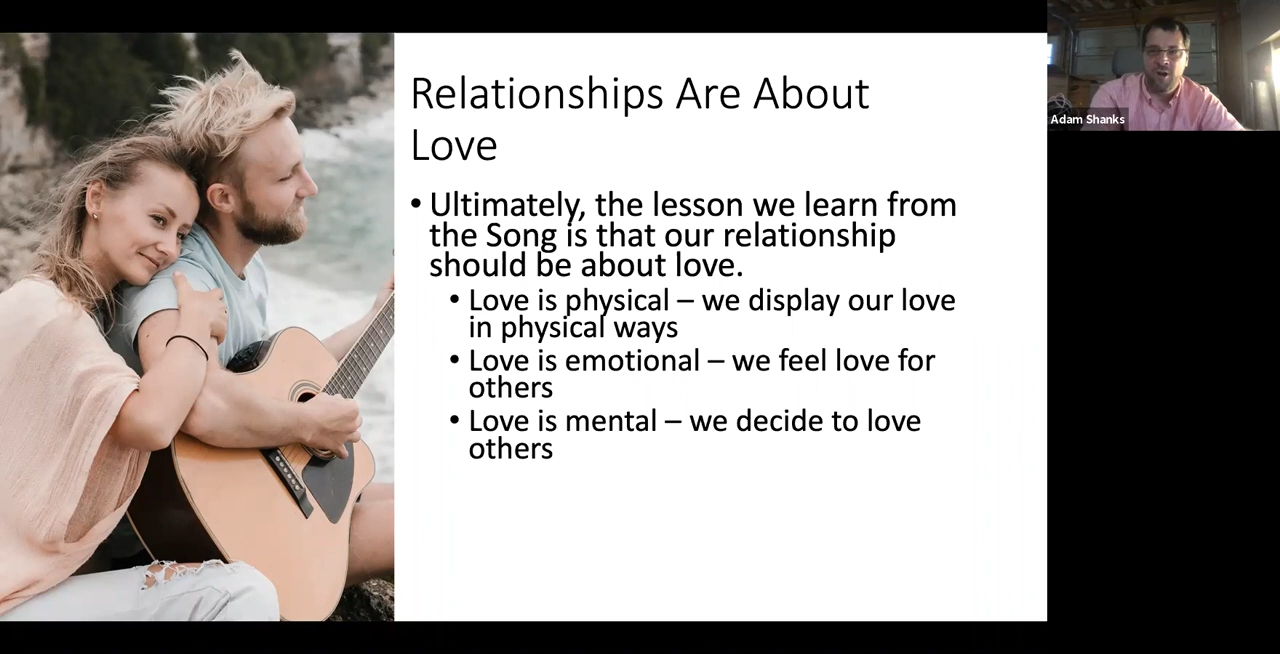 Relationships Are About
Love
• Ultimately, the lesson we learn from
the Song is that our relationship
should be about love.
• Love is physical – we display our love
in physical ways
• Love is emotional – we feel love for
others
• Love is mental – we decide to love
others
Adam Shanks